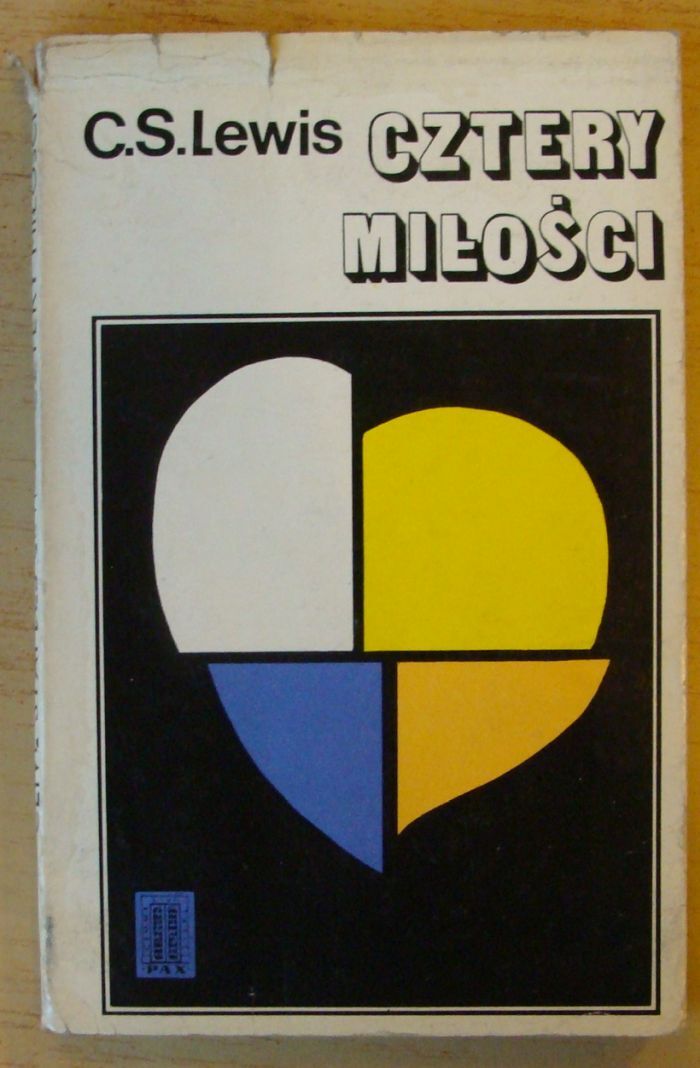 C.S. Lewis CZTERY
MIŁOŚCI
PAX